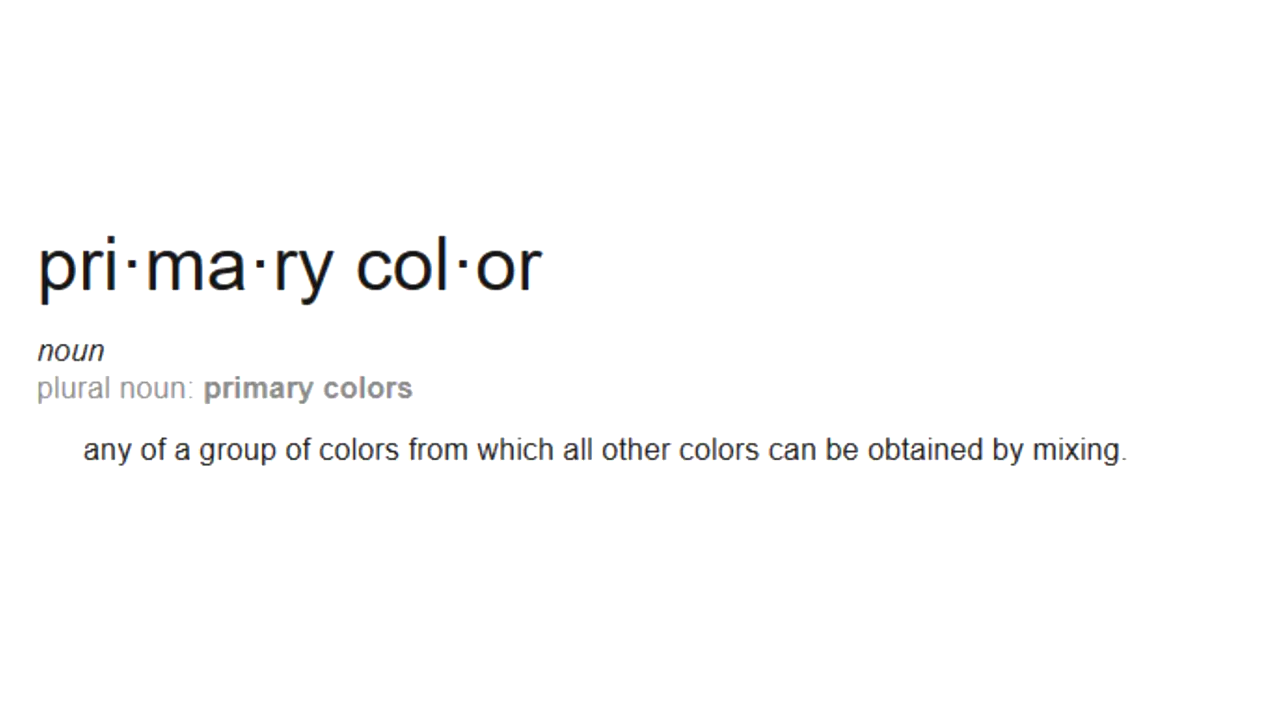 pri·ma·ry col·or
noun
plural noun: primary colors
any of a group of colors from which all other colors can be obtained by mixing.